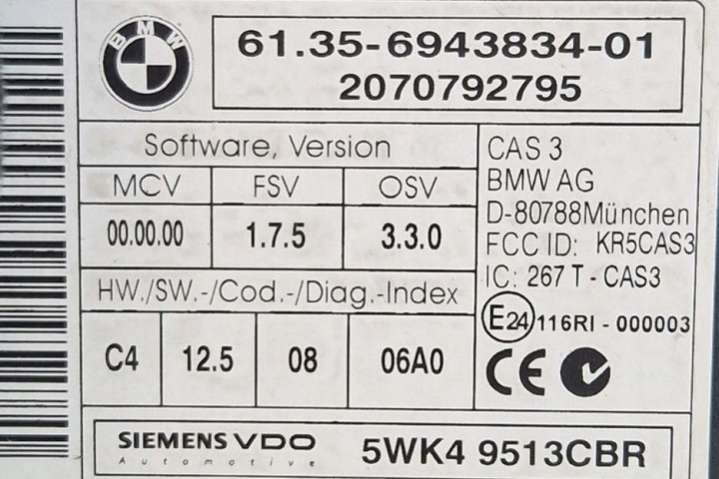 BMW
61.35-6943834-01
2070792795
Software, Version
MCV FSV OSV
00.00.00 1.7.5 3.3.0
HW./SW.-/Cod.-/Diag.-Index
C4 12.5 08 06A0
CAS 3
BMW AG
D-80788München
FCC ID: KR5CAS3
IC: 267 T - CAS3
E24 116RI - 000003
CE
SIEMENS VDO
Automotive
5WK4 9513CBR